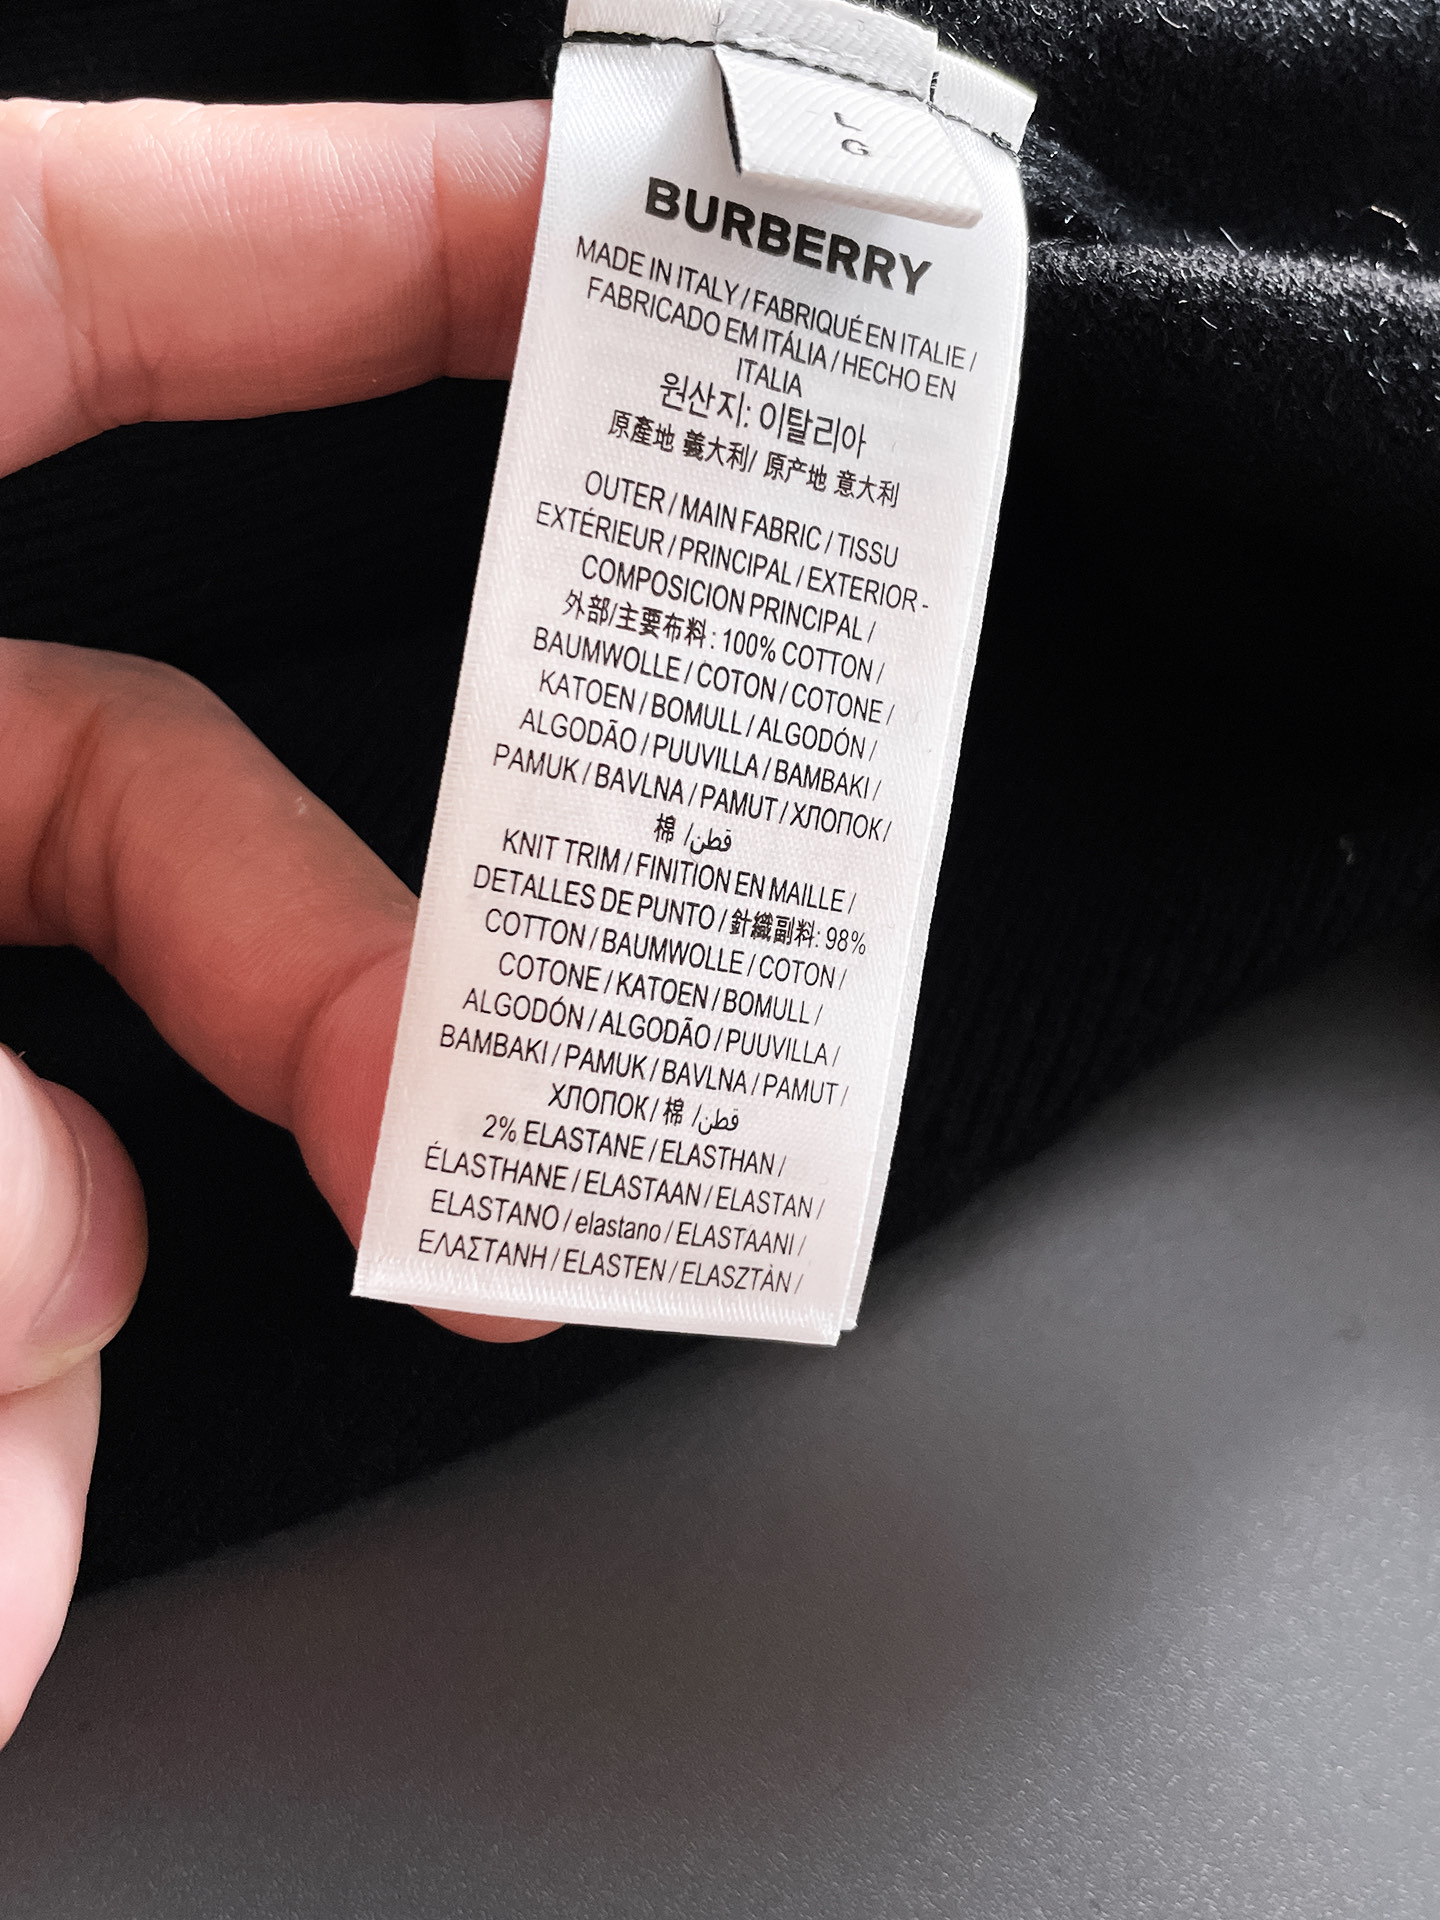 L
G
BURBERRY
MADE IN ITALY / FABRIQUÉ EN ITALIE /
FABRICADO EM ITÁLIA / HECHO EN
ITALIA
원산지: 이탈리아
原產地 義大利/ 原产地 意大利
OUTER / MAIN FABRIC / TISSU
EXTÉRIEUR / PRINCIPAL / EXTERIOR -
COMPOSICION PRINCIPAL /
外部/主要布料 : 100% COTTON /
BAUMWOLLE / COTON / COTONE /
KATOEN / BOMULL / ALGODÓN /
ALGODÃO / PUUVILLA / BAMBAKI /
PAMUK / BAVLNA / PAMUT / ХЛОПОК /
棉 /قطن
KNIT TRIM / FINITION EN MAILLE /
DETALLES DE PUNTO / 針織副料: 98%
COTTON / BAUMWOLLE / COTON /
COTONE / KATOEN / BOMULL /
ALGODÓN / ALGODÃO / PUUVILLA /
BAMBAKI / PAMUK / BAVLNA / PAMUT /
ХЛОПОК / 棉 /قطن
2% ELASTANE / ELASTHAN /
ÉLASTHANE / ELASTAAN / ELASTAN /
ELASTANO / elastano / ELASTAANI /
ΕΛΑΣΤΑΝΗ / ELASTEN / ELASZTÀN /